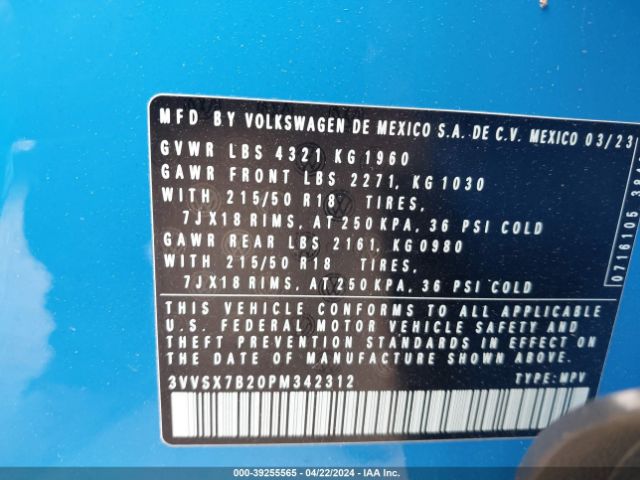 MFD BY VOLKSWAGEN DE MEXICO S.A. DE C.V. MEXICO 03/23
GVWR LBS 4321 KG 1960
GAWR FRONT LBS 2271, KG 1030
WITH 215/50 R18 TIRES,
7JX18 RIMS, AT 250 KPA, 36 PSI COLD
GAWR REAR LBS 2161, KG 0980
WITH 215/50 R18 TIRES,
7JX18 RIMS, AT 250 KPA, 36 PSI COLD
THIS VEHICLE CONFORMS TO ALL APPLICABLE
U.S. FEDERAL MOTOR VEHICLE SAFETY AND
THEFT PREVENTION STANDARDS IN EFFECT ON
THE DATE OF MANUFACTURE SHOWN ABOVE.
3VVSX7B20PM342312 TYPE: MPV
0716105
000-39255565 • 04/22/2024 • IAAI.COM